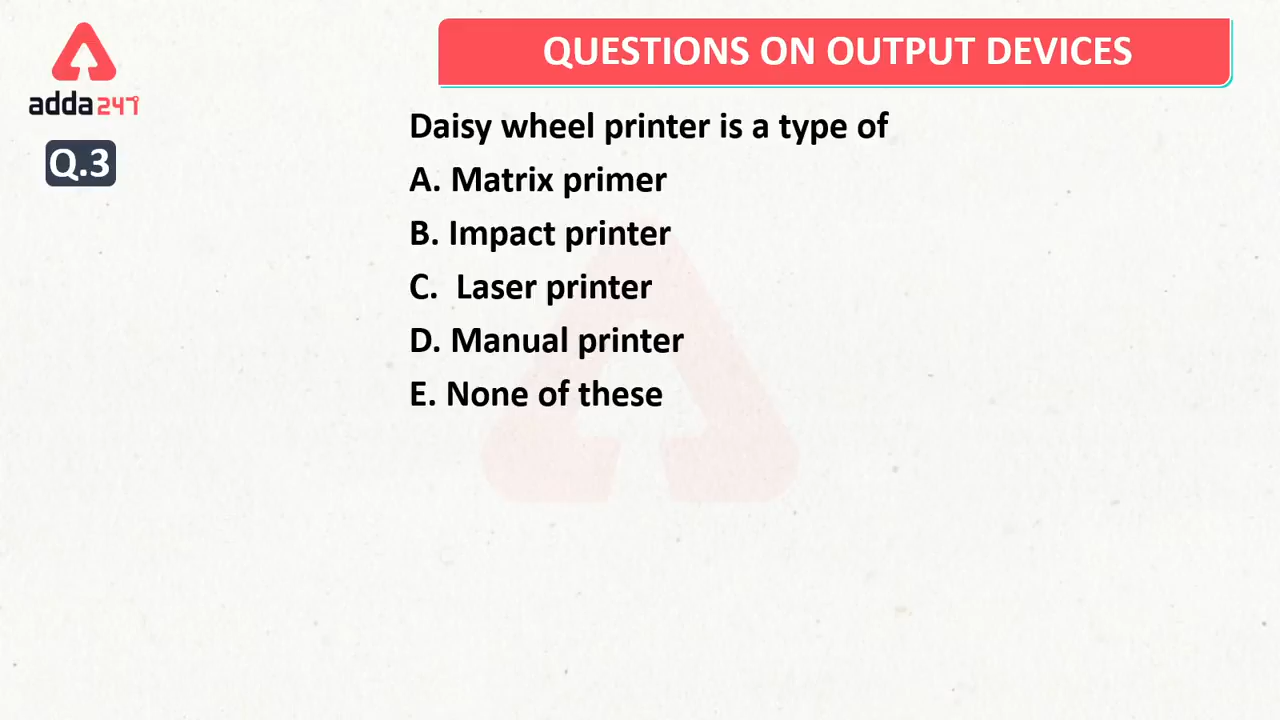 QUESTIONS ON OUTPUT DEVICES
adda247
Q.3
Daisy wheel printer is a type of
A. Matrix primer
B. Impact printer
C. Laser printer
D. Manual printer
E. None of these